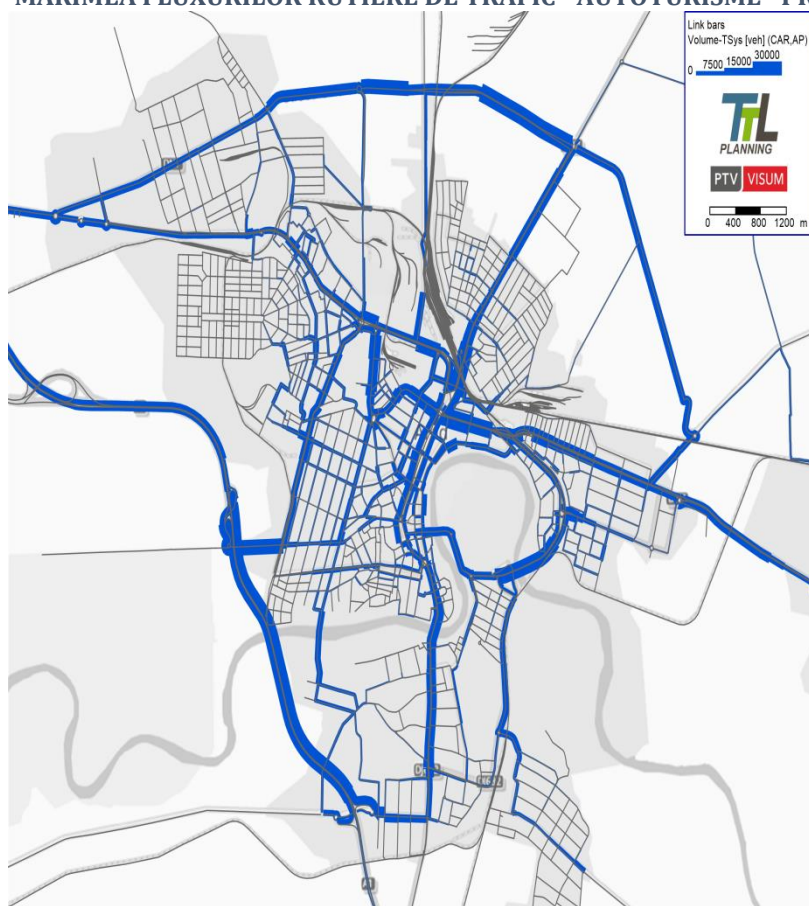 MĂRIMEA FLUXURILOR RUTIERE DE TRAFIC - AUTOTURISME - PR
Link bars
Volume-TSys [veh] (CAR,AP)
0 7500 15000 30000
TTL
PLANNING
PTV VISUM
0 400 800 1200 m